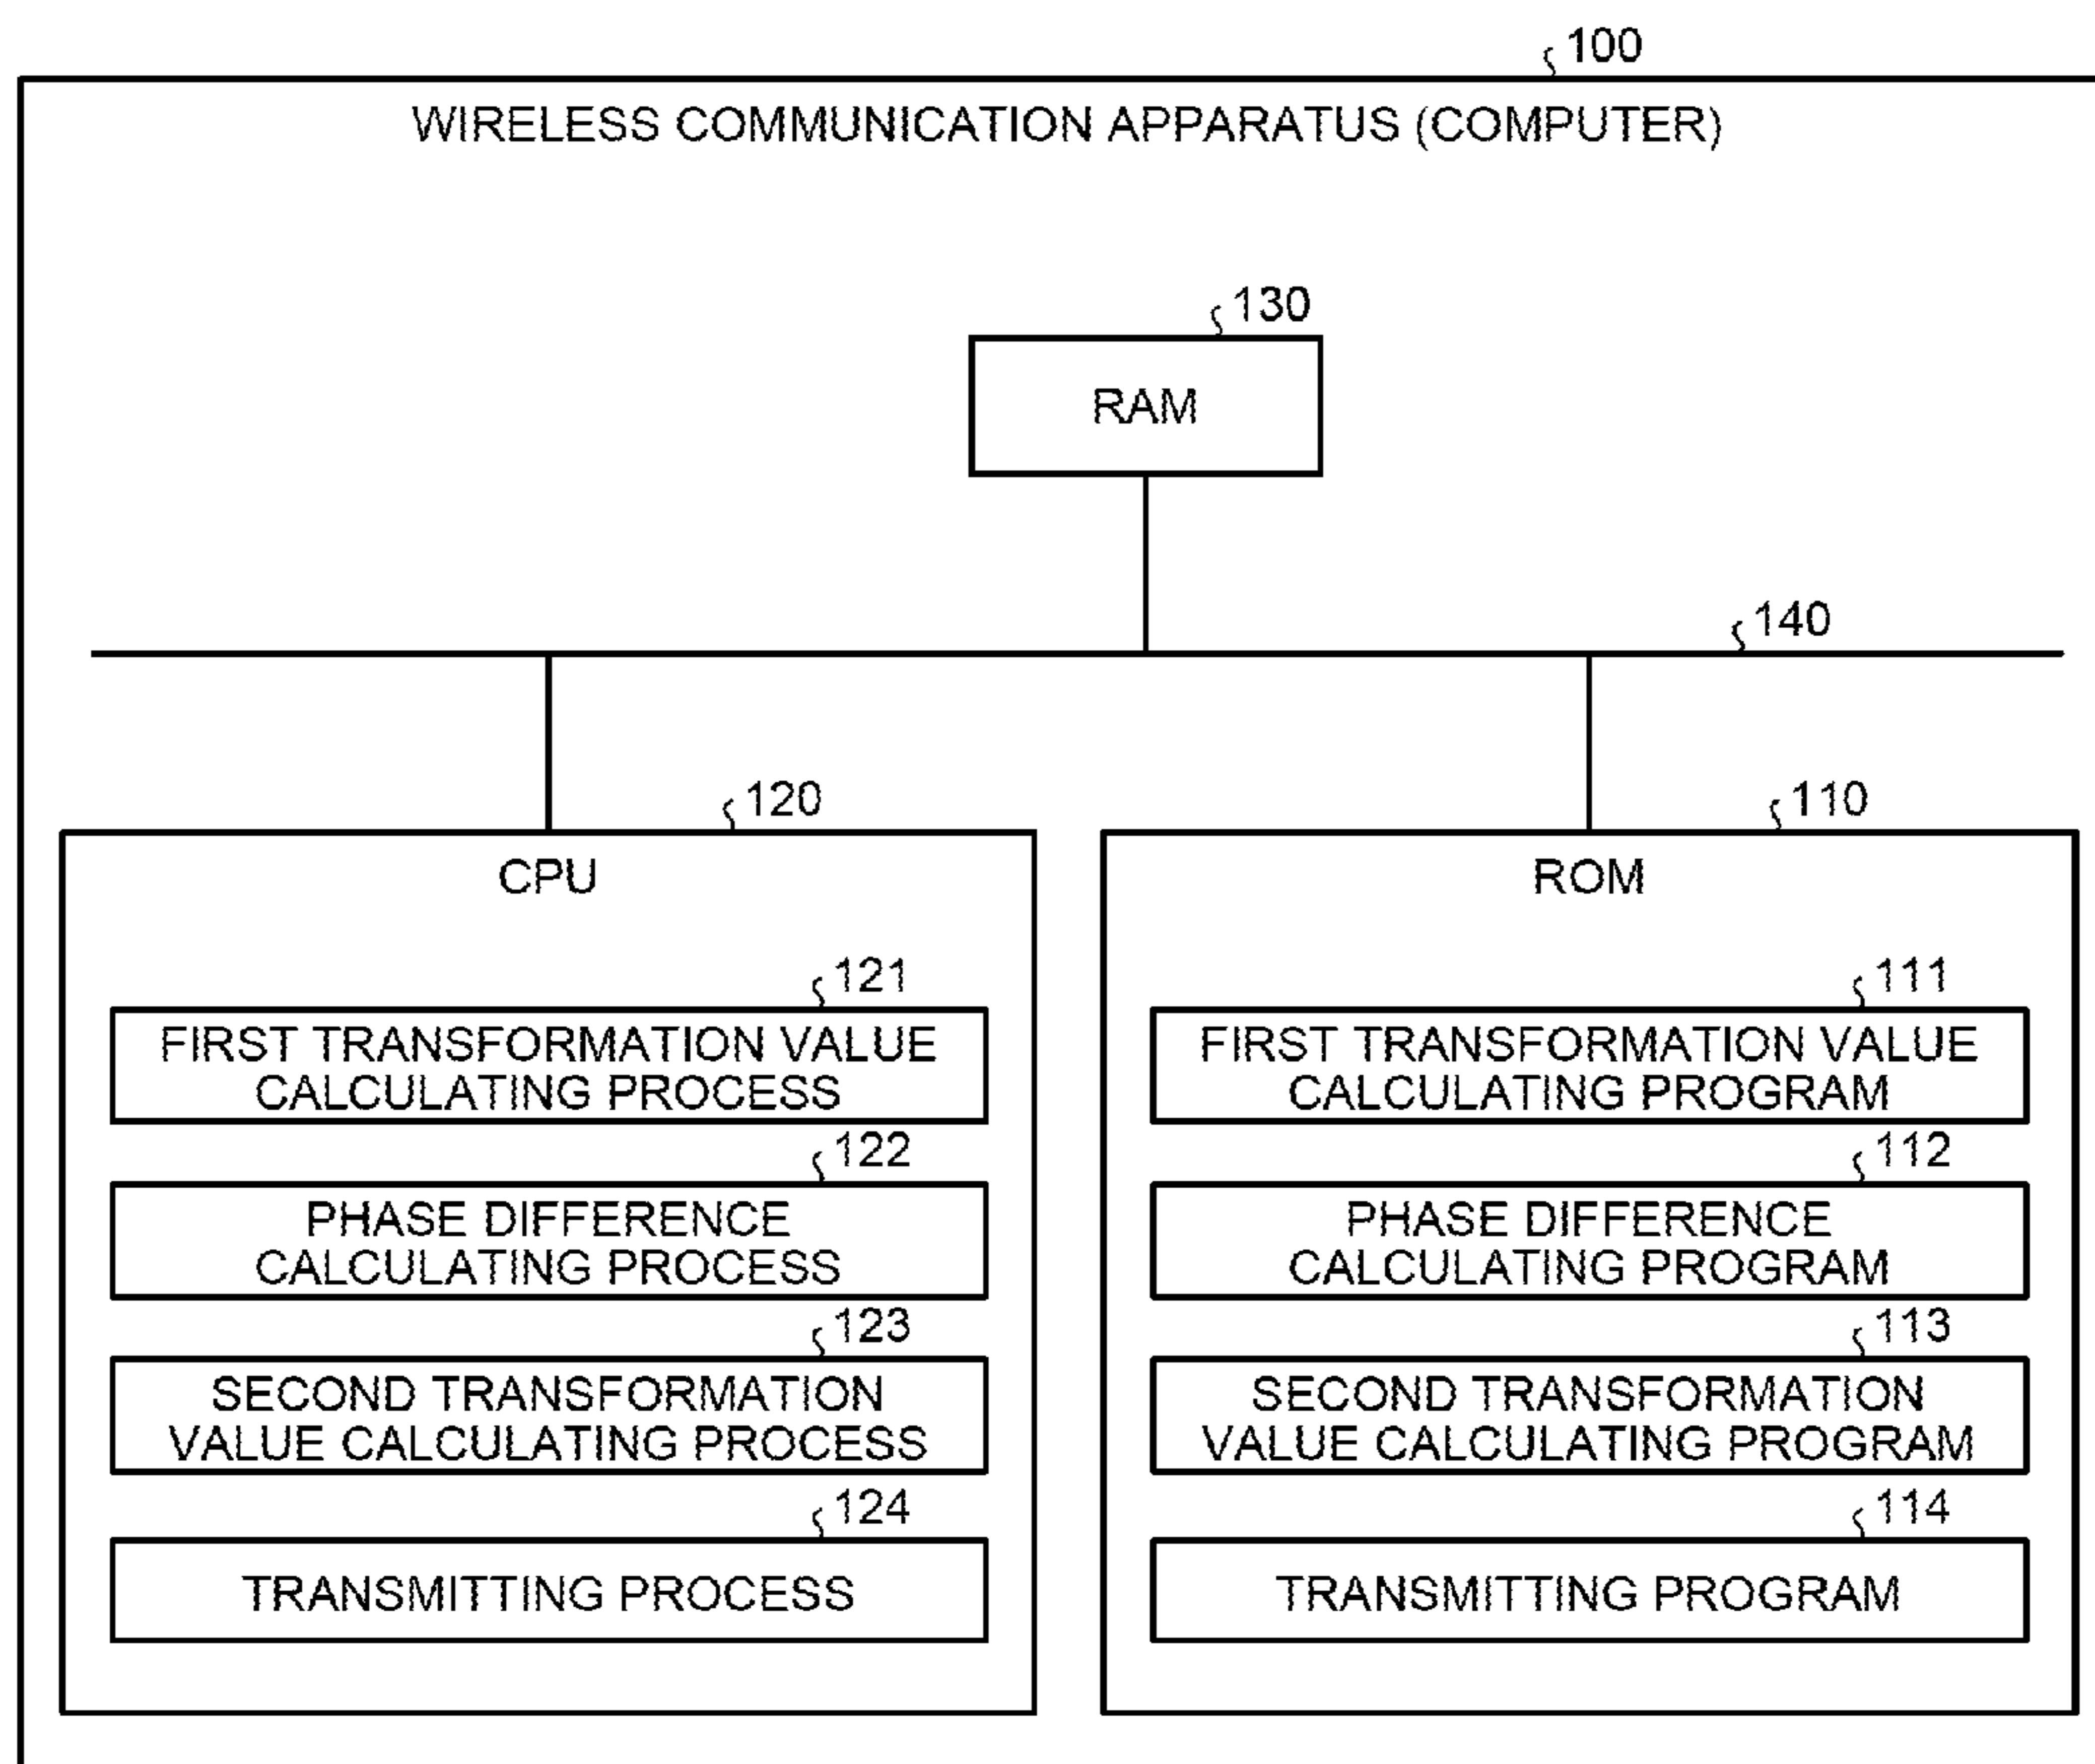 100
WIRELESS COMMUNICATION APPARATUS (COMPUTER)
130
RAM
140
120
CPU
121
FIRST TRANSFORMATION VALUE
CALCULATING PROCESS
122
PHASE DIFFERENCE
CALCULATING PROCESS
123
SECOND TRANSFORMATION
VALUE CALCULATING PROCESS
124
TRANSMITTING PROCESS
110
ROM
111
FIRST TRANSFORMATION VALUE
CALCULATING PROGRAM
112
PHASE DIFFERENCE
CALCULATING PROGRAM
113
SECOND TRANSFORMATION
VALUE CALCULATING PROGRAM
114
TRANSMITTING PROGRAM